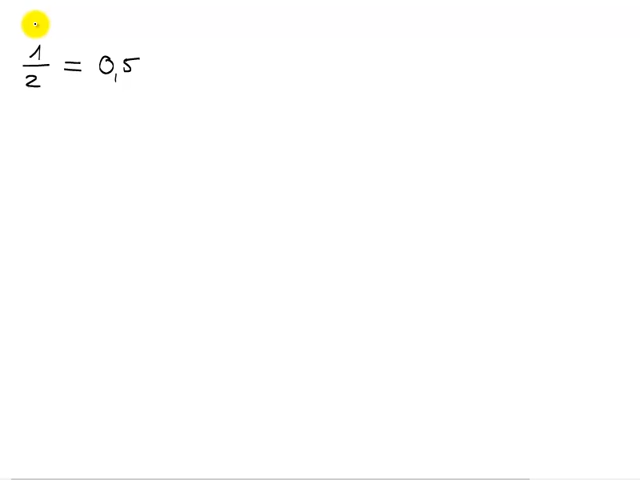 1/2 = 0,5